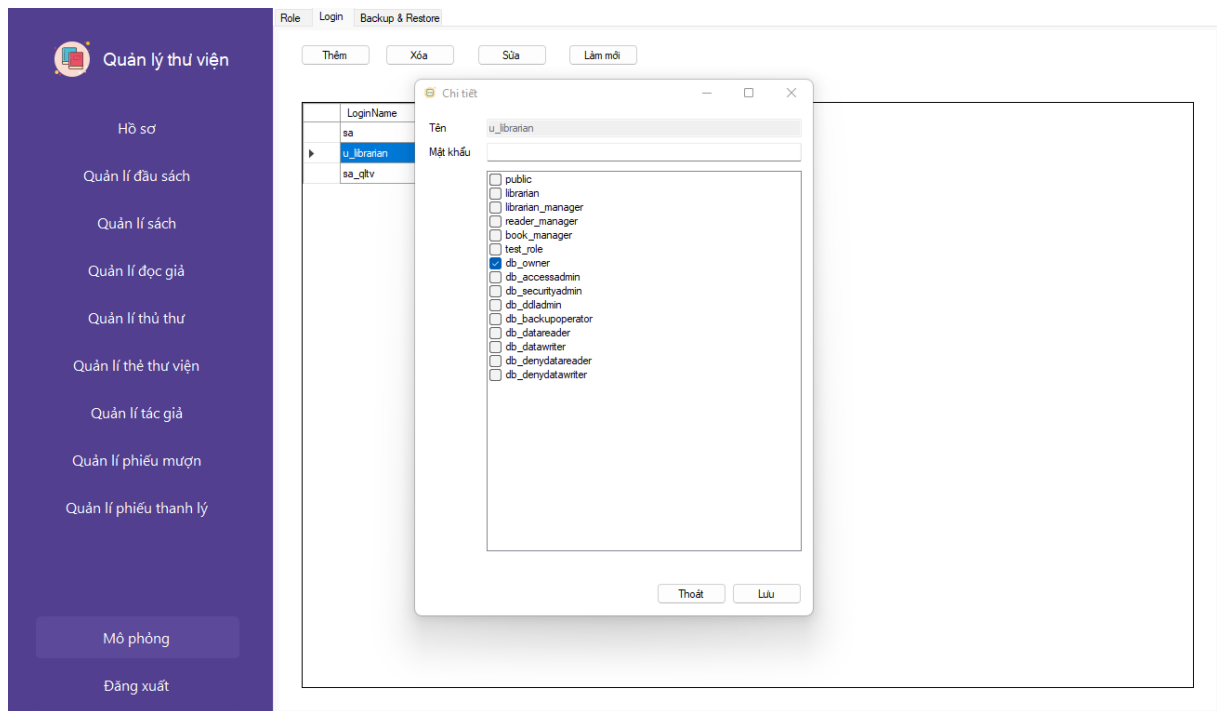 Role Login Backup & Restore
Quản lý thư viện
Thêm Xóa Sửa Làm mới
Hồ sơ
Quản lí đầu sách
Quản lí sách
Quản lí đọc giả
Quản lí thủ thư
Quản lí thẻ thư viện
Quản lí tác giả
Quản lí phiếu mượn
Quản lí phiếu thanh lý
Mô phỏng
Đăng xuất
LoginName
sa
u_librarian
sa_qltv
Chi tiết
Tên u_librarian
Mật khẩu
public
librarian
librarian_manager
reader_manager
book_manager
test_role
db_owner
db_accessadmin
db_securityadmin
db_ddladmin
db_backupoperator
db_datareader
db_datawriter
db_denydatareader
db_denydatawriter
Thoát Lưu